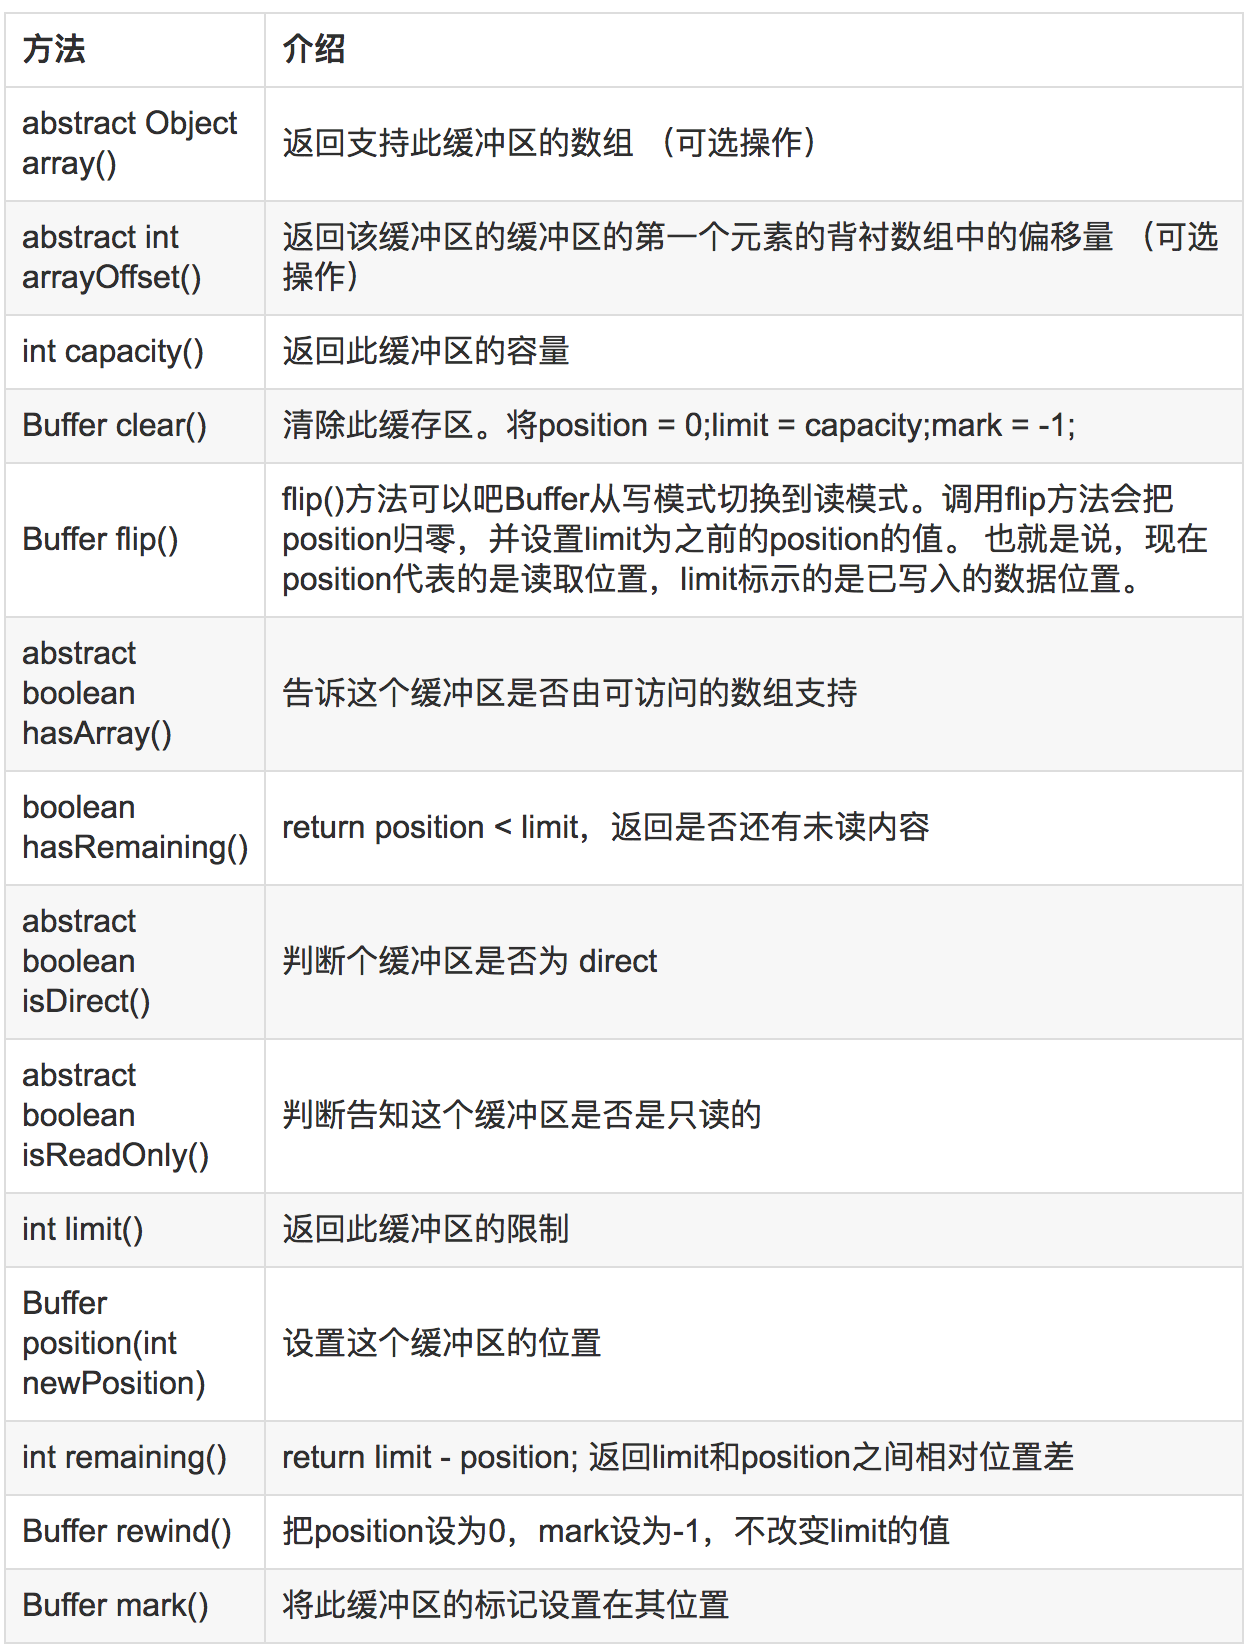 方法
介绍
abstract Object
array()
返回支持此缓冲区的数组 （可选操作）
abstract int
arrayOffset()
返回该缓冲区的缓冲区的第一个元素的背衬数组中的偏移量 （可选
操作）
int capacity()
返回此缓冲区的容量
Buffer clear()
清除此缓存区。将position = 0;limit = capacity;mark = -1;
Buffer flip()
flip()方法可以吧Buffer从写模式切换到读模式。调用flip方法会把
position归零，并设置limit为之前的position的值。 也就是说，现在
position代表的是读取位置，limit标示的是已写入的数据位置。
abstract
boolean
hasArray()
告诉这个缓冲区是否由可访问的数组支持
boolean
hasRemaining()
return position < limit，返回是否还有未读内容
abstract
boolean
isDirect()
判断个缓冲区是否为 direct
abstract
boolean
isReadOnly()
判断告知这个缓冲区是否是只读的
int limit()
返回此缓冲区的限制
Buffer
position(int
newPosition)
设置这个缓冲区的位置
int remaining()
return limit - position; 返回limit和position之间相对位置差
Buffer rewind()
把position设为0，mark设为-1，不改变limit的值
Buffer mark()
将此缓冲区的标记设置在其位置